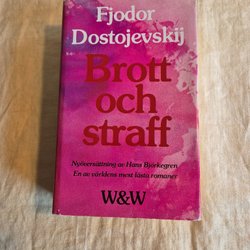 Fjodor
Dostojevskij
Brott
och
straff
Nyöversättning av Hans Björkegren
En av världens mest lästa romaner
W&W